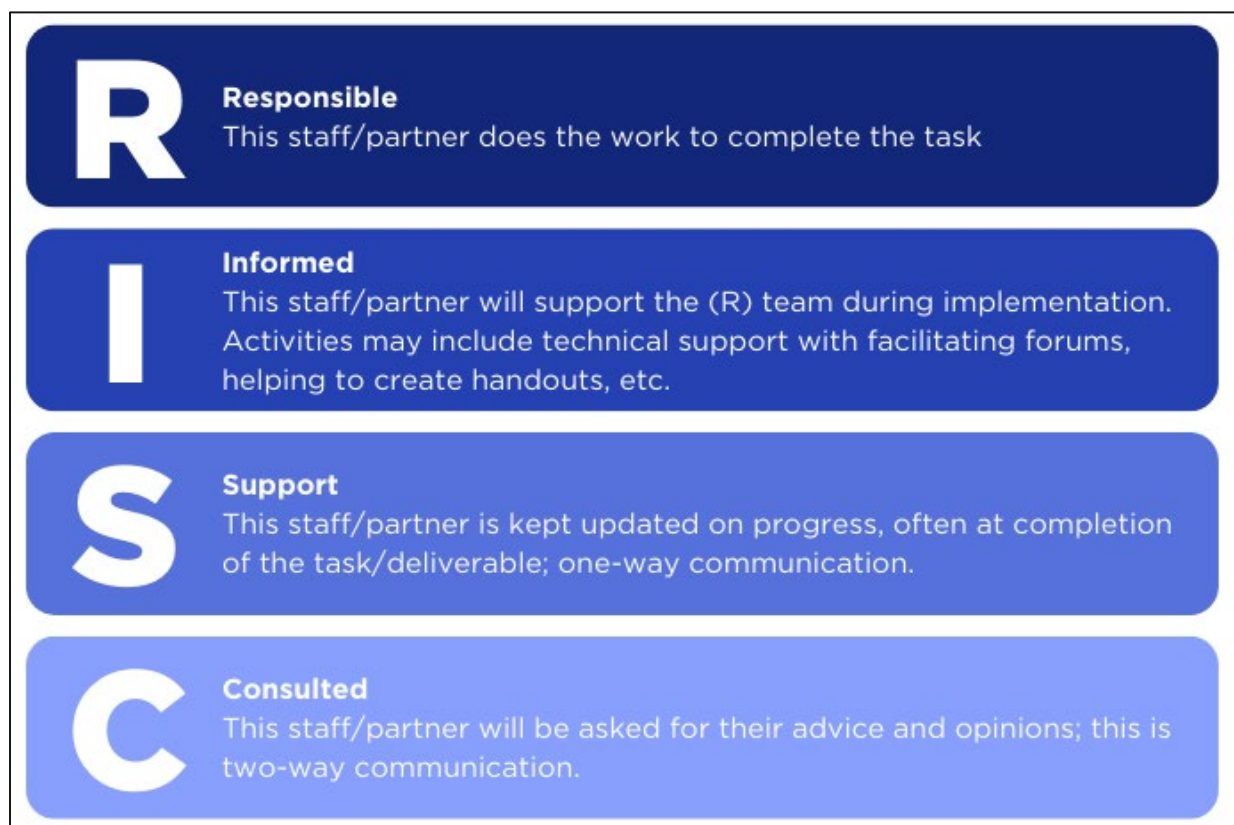 R
Responsible
This staff/partner does the work to complete the task
I
Informed
This staff/partner will support the (R) team during implementation.
Activities may include technical support with facilitating forums,
helping to create handouts, etc.
S
Support
This staff/partner is kept updated on progress, often at completion
of the task/deliverable; one-way communication.
C
Consulted
This staff/partner will be asked for their advice and opinions; this is
two-way communication.